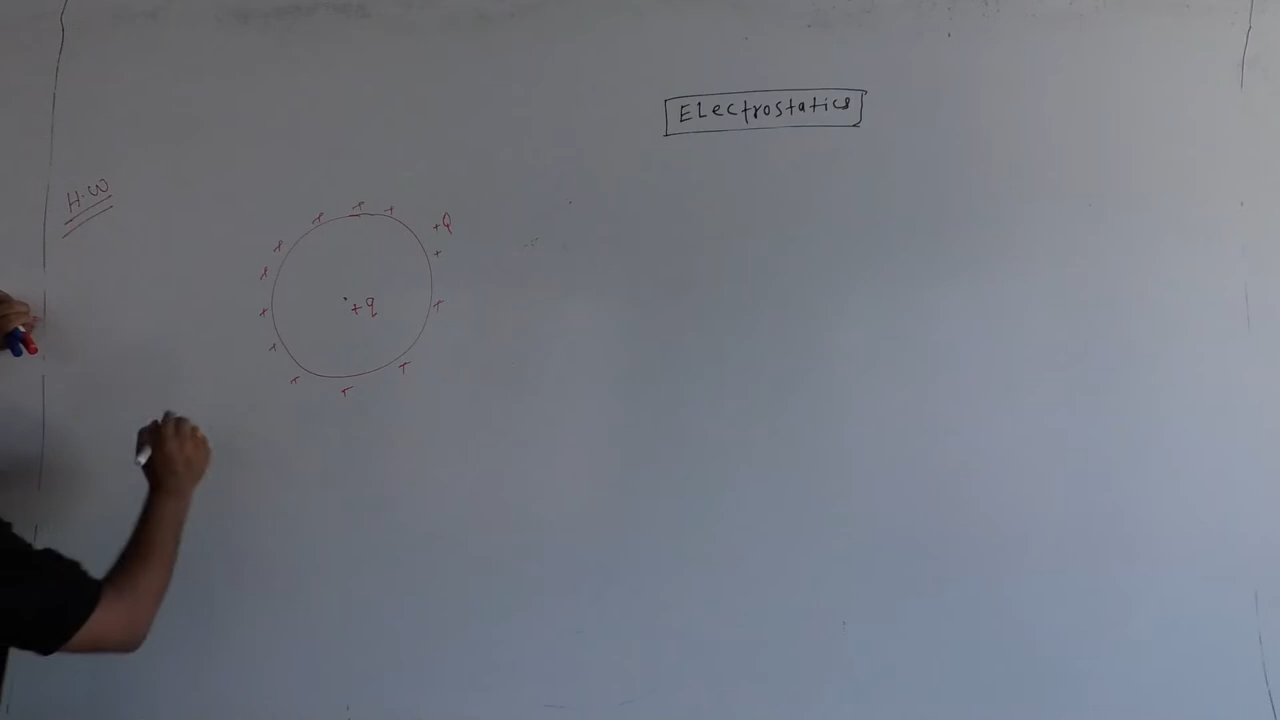 Electrostatics
H.W
+ + + + Q
+ +
+
+ +q +
+
+ + +